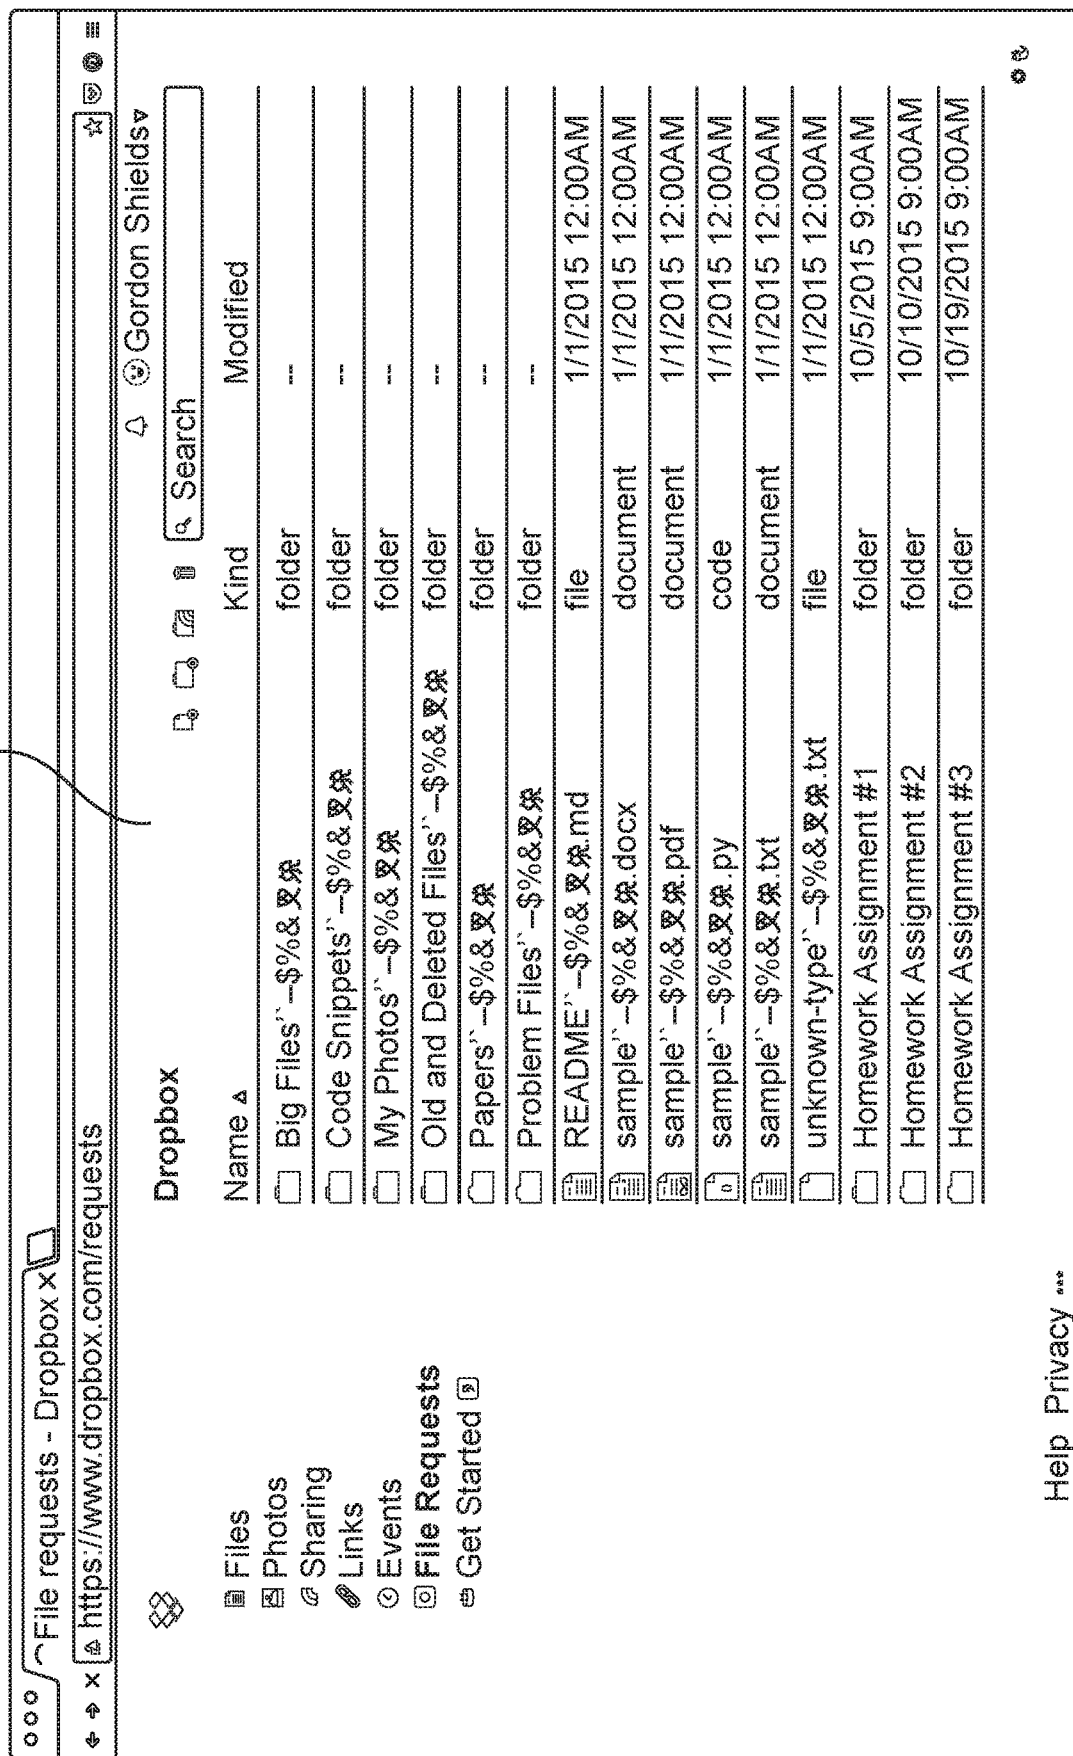 File requests - Dropbox X
https://www.dropbox.com/requests
Gordon Shields
Dropbox
Search
Files
Photos
Sharing
Links
Events
File Requests
Get Started
Name Kind Modified
Big Files folder --
Code Snippets folder --
My Photos folder --
Old and Deleted Files folder --
Papers folder --
Problem Files folder --
README .md file 1/1/2015 12:00AM
sample .docx document 1/1/2015 12:00AM
sample .pdf document 1/1/2015 12:00AM
sample .py code 1/1/2015 12:00AM
sample .txt document 1/1/2015 12:00AM
unknown-type .txt file 1/1/2015 12:00AM
Homework Assignment #1 folder 10/5/2015 9:00AM
Homework Assignment #2 folder 10/10/2015 9:00AM
Homework Assignment #3 folder 10/19/2015 9:00AM
Help Privacy •••